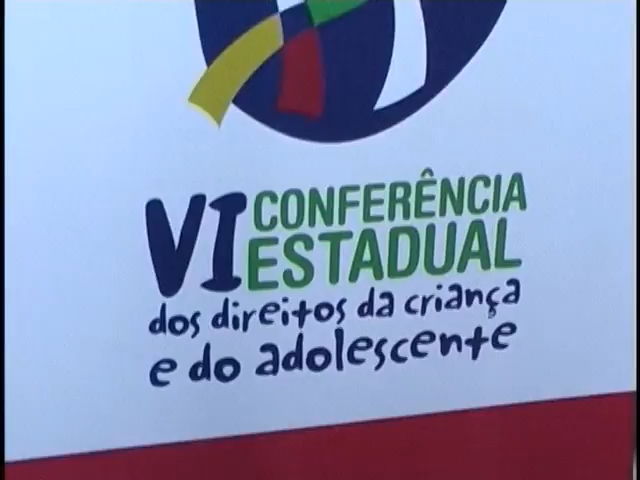 VI CONFERÊNCIA
ESTADUAL
dos direitos da criança
e do adolescente